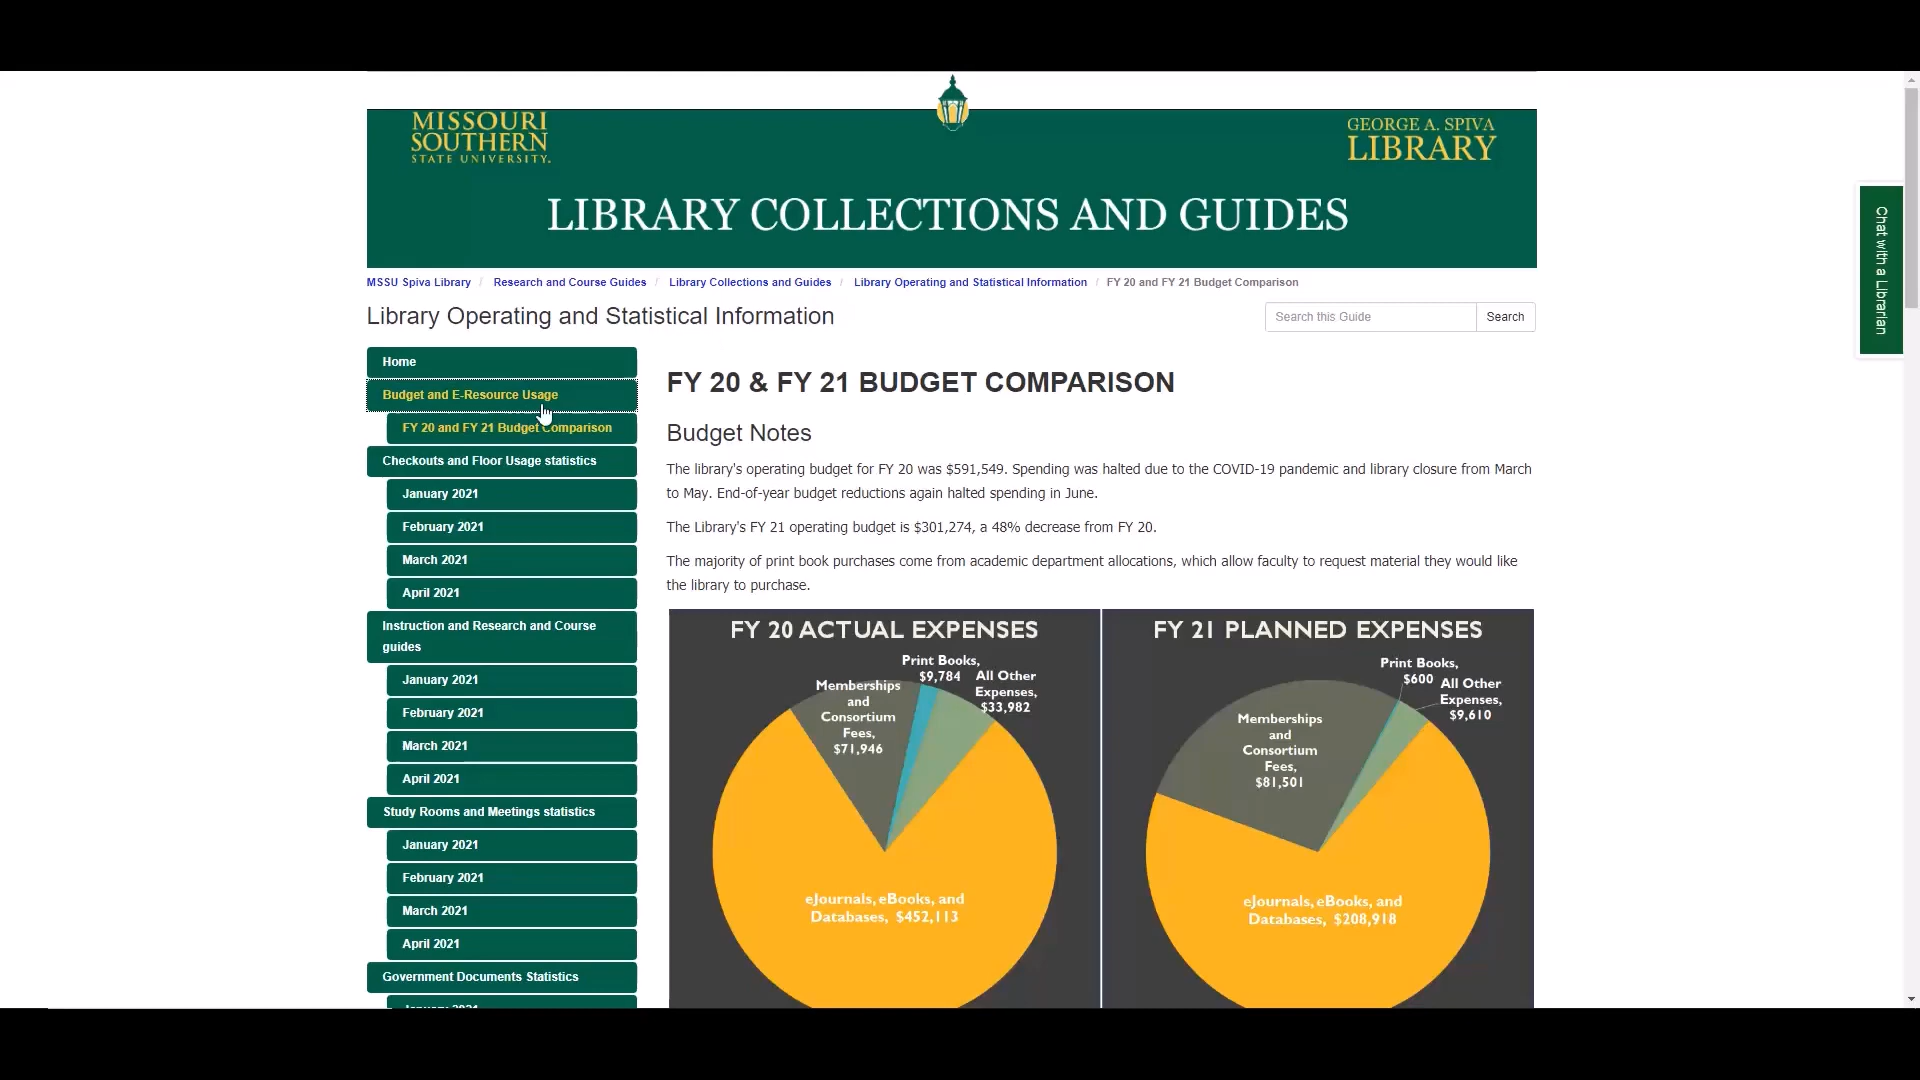 MISSOURI
SOUTHERN
STATE UNIVERSITY.
GEORGE A. SPIVA
LIBRARY
LIBRARY COLLECTIONS AND GUIDES
Chat with a Librarian
MSSU Spiva Library / Research and Course Guides / Library Collections and Guides / Library Operating and Statistical Information / FY 20 and FY 21 Budget Comparison
Library Operating and Statistical Information
Search this Guide
Search
Home
Budget and E-Resource Usage
FY 20 and FY 21 Budget Comparison
Checkouts and Floor Usage statistics
January 2021
February 2021
March 2021
April 2021
Instruction and Research and Course
guides
January 2021
February 2021
March 2021
April 2021
Study Rooms and Meetings statistics
January 2021
February 2021
March 2021
April 2021
Government Documents Statistics
January 2021
FY 20 & FY 21 BUDGET COMPARISON
Budget Notes
The library's operating budget for FY 20 was $591,549. Spending was halted due to the COVID-19 pandemic and library closure from March
to May. End-of-year budget reductions again halted spending in June.
The Library's FY 21 operating budget is $301,274, a 48% decrease from FY 20.
The majority of print book purchases come from academic department allocations, which allow faculty to request material they would like
the library to purchase.
FY 20 ACTUAL EXPENSES
Print Books,
$9,784
All Other
Expenses,
$33,982
Memberships
and
Consortium
Fees,
$71,946
eJournals, eBooks, and
Databases, $452,113
FY 21 PLANNED EXPENSES
Print Books,
$600
All Other
Expenses,
$9,610
Memberships
and
Consortium
Fees,
$81,501
eJournals, eBooks, and
Databases, $208,918